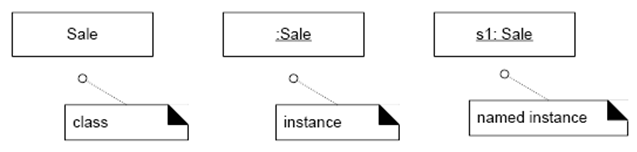 Sale
:Sale
s1: Sale
class
instance
named instance